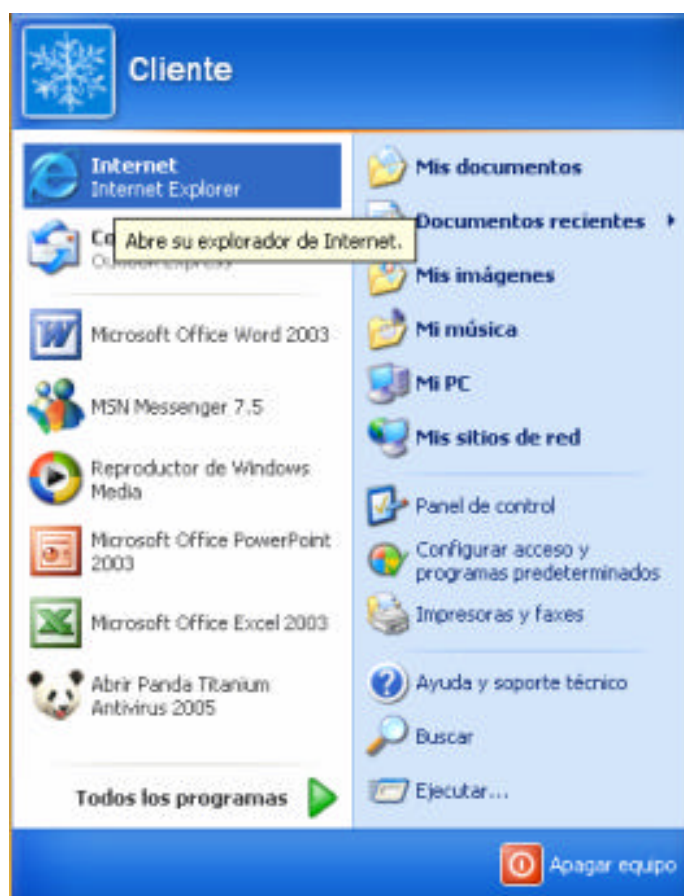 Cliente
Internet
Internet Explorer
Co
Abre su explorador de Internet.
Outlook Express
Microsoft Office Word 2003
MSN Messenger 7.5
Reproductor de Windows
Media
Microsoft Office PowerPoint
2003
Microsoft Office Excel 2003
Abrir Panda Titanium
Antivirus 2005
Todos los programas
Mis documentos
Documentos recientes
Mis imágenes
Mi música
Mi PC
Mis sitios de red
Panel de control
Configurar acceso y
programas predeterminados
Impresoras y faxes
Ayuda y soporte técnico
Buscar
Ejecutar...
Apagar equipo